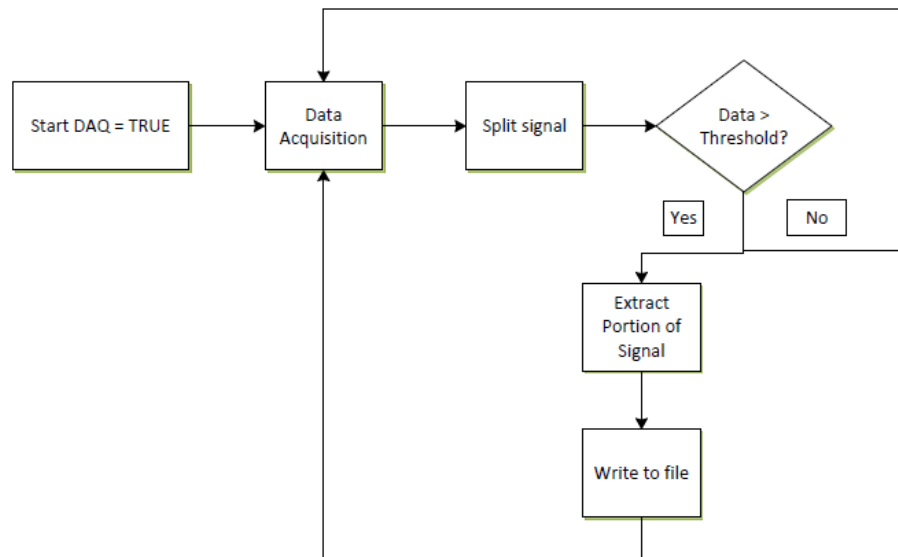 Start DAQ = TRUE
Data
Acquisition
Split signal
Data >
Threshold?
Yes
No
Extract
Portion of
Signal
Write to file